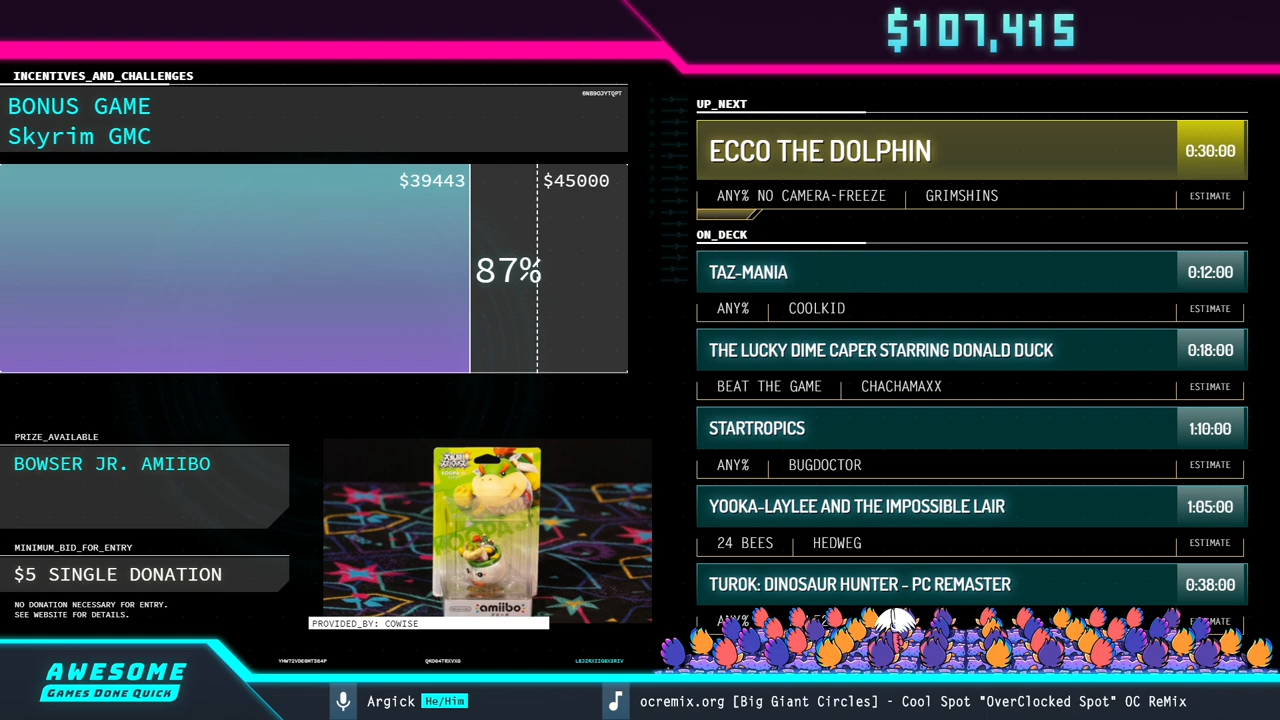 $107,415
INCENTIVES_AND_CHALLENGES
BONUS GAME
Skyrim GMC
$39443
$45000
87%
PRIZE_AVAILABLE
BOWSER JR. AMIIBO
MINIMUM_BID_FOR_ENTRY
$5 SINGLE DONATION
NO DONATION NECESSARY FOR ENTRY.
SEE WEBSITE FOR DETAILS.
amiibo
PROVIDED_BY: COWISE
UP_NEXT
ECCO THE DOLPHIN
0:30:00
ANY% NO CAMERA-FREEZE
GRIMSHINS
ESTIMATE
ON_DECK
TAZ-MANIA
0:12:00
ANY%
COOLKID
ESTIMATE
THE LUCKY DIME CAPER STARRING DONALD DUCK
0:18:00
BEAT THE GAME
CHACHAMAXX
ESTIMATE
STARTROPICS
1:10:00
ANY%
BUGDOCTOR
ESTIMATE
YOOKA-LAYLEE AND THE IMPOSSIBLE LAIR
1:05:00
24 BEES
HEDWEG
ESTIMATE
TUROK: DINOSAUR HUNTER - PC REMASTER
0:38:00
ANY%
ESTIMATE
AWESOME
GAMES DONE QUICK
Argick He/Him
ocremix.org [Big Giant Circles] - Cool Spot "OverClocked Spot" OC ReMix